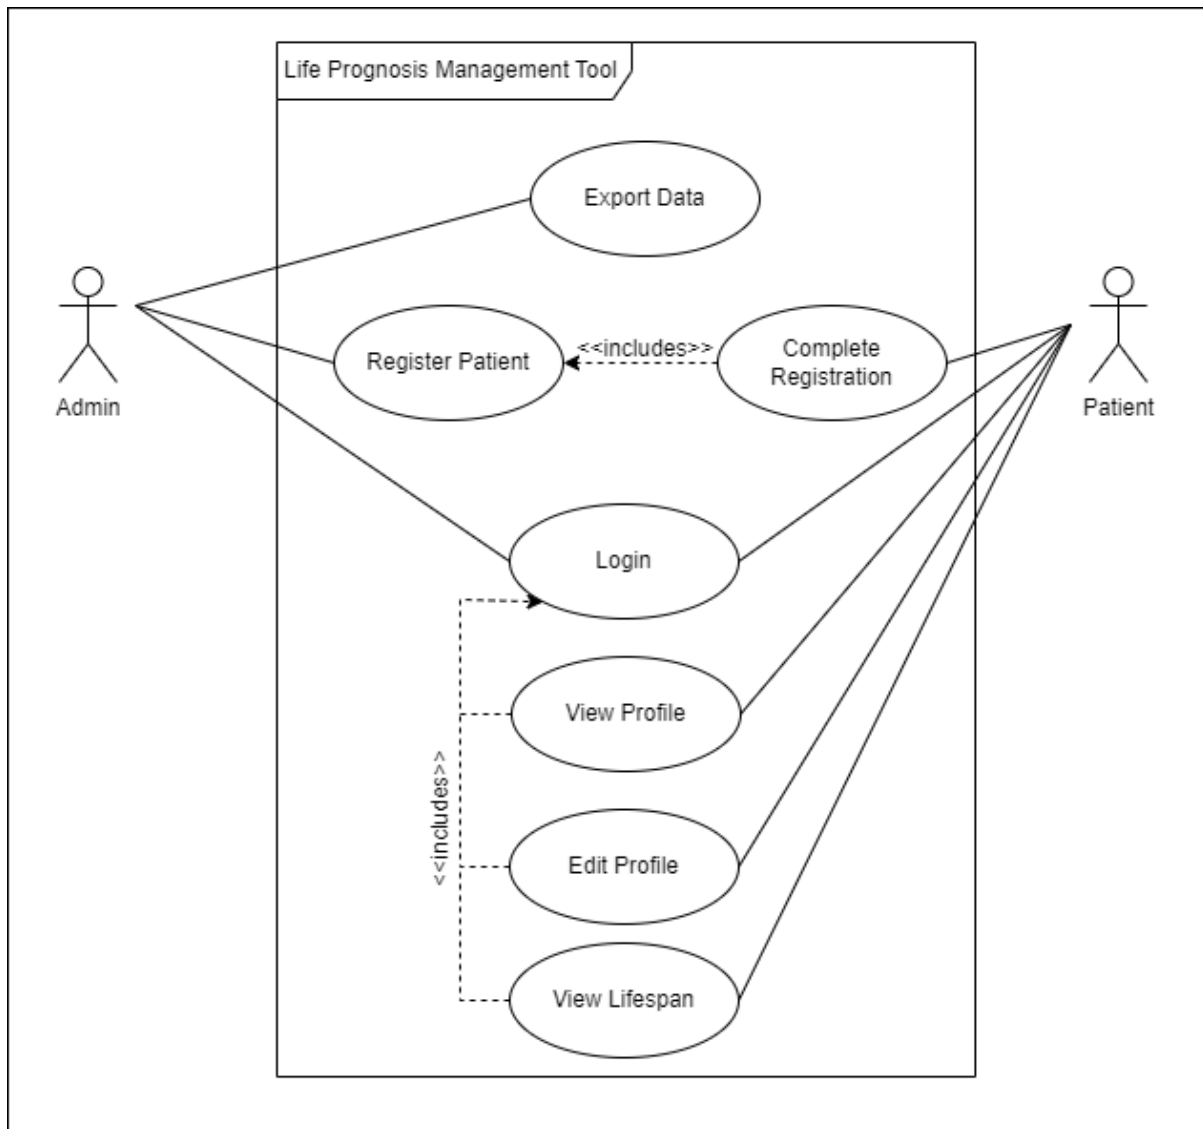 Life Prognosis Management Tool
Export Data
Register Patient
<<includes>>
Complete
Registration
Admin
Patient
Login
View Profile
<<includes>>
Edit Profile
View Lifespan